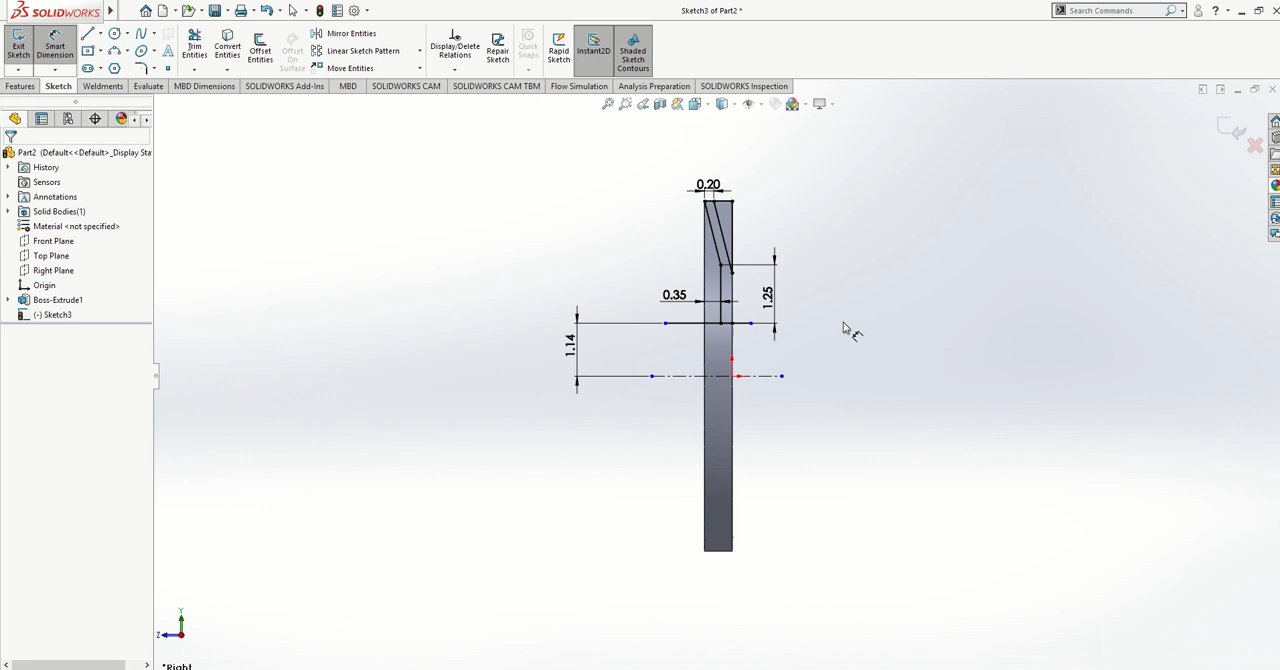 SOLIDWORKS
Sketch3 of Part2 *
Search Commands
Exit Sketch
Smart Dimension
Trim Entities
Convert Entities
Offset Entities
Offset On Surface
Mirror Entities
Linear Sketch Pattern
Move Entities
Display/Delete Relations
Repair Sketch
Quick Snaps
Rapid Sketch
Instant2D
Shaded Sketch Contours
Features
Sketch
Weldments
Evaluate
MBD Dimensions
SOLIDWORKS Add-Ins
MBD
SOLIDWORKS CAM
SOLIDWORKS CAM TBM
Flow Simulation
Analysis Preparation
SOLIDWORKS Inspection
Part2 (Default<<Default>_Display Sta
History
Sensors
Annotations
Solid Bodies(1)
Material <not specified>
Front Plane
Top Plane
Right Plane
Origin
Boss-Extrude1
(-) Sketch3
0.20
0.35
1.25
1.14
Y
Z
*Right